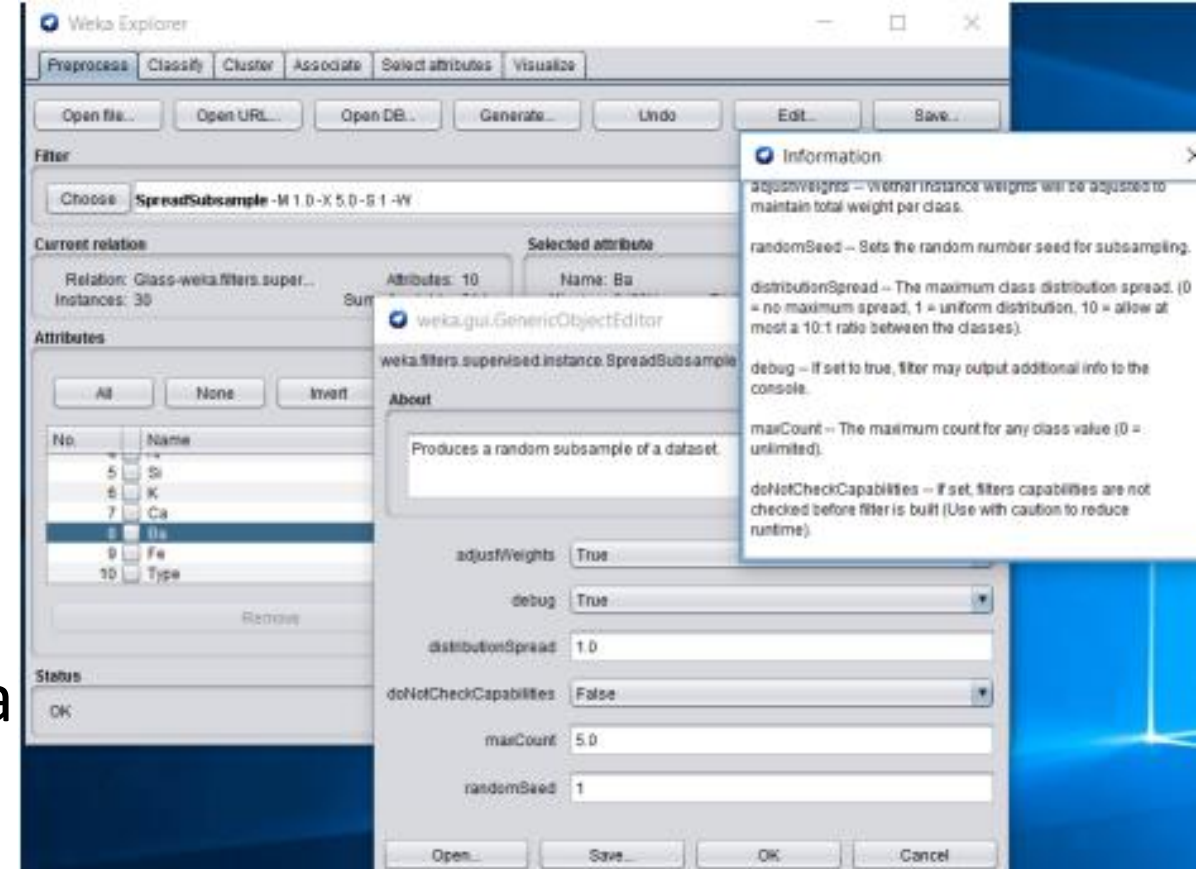 Weka Explorer
Preprocess Classify Cluster Associate Select attributes Visualize
Open file... Open URL... Open DB... Generate... Undo Edit... Save...
Filter
Choose SpreadSubsample -M 1.0 -X 5.0 -S 1 -W
Current relation
Relation: Glass-weka.filters.super... Attributes: 10
Instances: 30 Sum
Selected attribute
Name: Ba
Attributes
All None Invert
No. Name
5 Si
6 K
7 Ca
8 Ba
9 Fe
10 Type
Remove
Status
OK
a
weka.gui.GenericObjectEditor
weka.filters.supervised.instance.SpreadSubsample
About
Produces a random subsample of a dataset.
adjustWeights True
debug True
distributionSpread 1.0
doNotCheckCapabilities False
maxCount 5.0
randomSeed 1
Open... Save... OK Cancel
Information
adjustWeights -- Wether instance weights will be adjusted to
maintain total weight per class.
randomSeed -- Sets the random number seed for subsampling.
distributionSpread -- The maximum class distribution spread. (0
= no maximum spread, 1 = uniform distribution, 10 = allow at
most a 10:1 ratio between the classes).
debug -- If set to true, filter may output additional info to the
console.
maxCount -- The maximum count for any class value (0 =
unlimited).
doNotCheckCapabilities -- If set, filters capabilities are not
checked before filter is built (Use with caution to reduce
runtime).